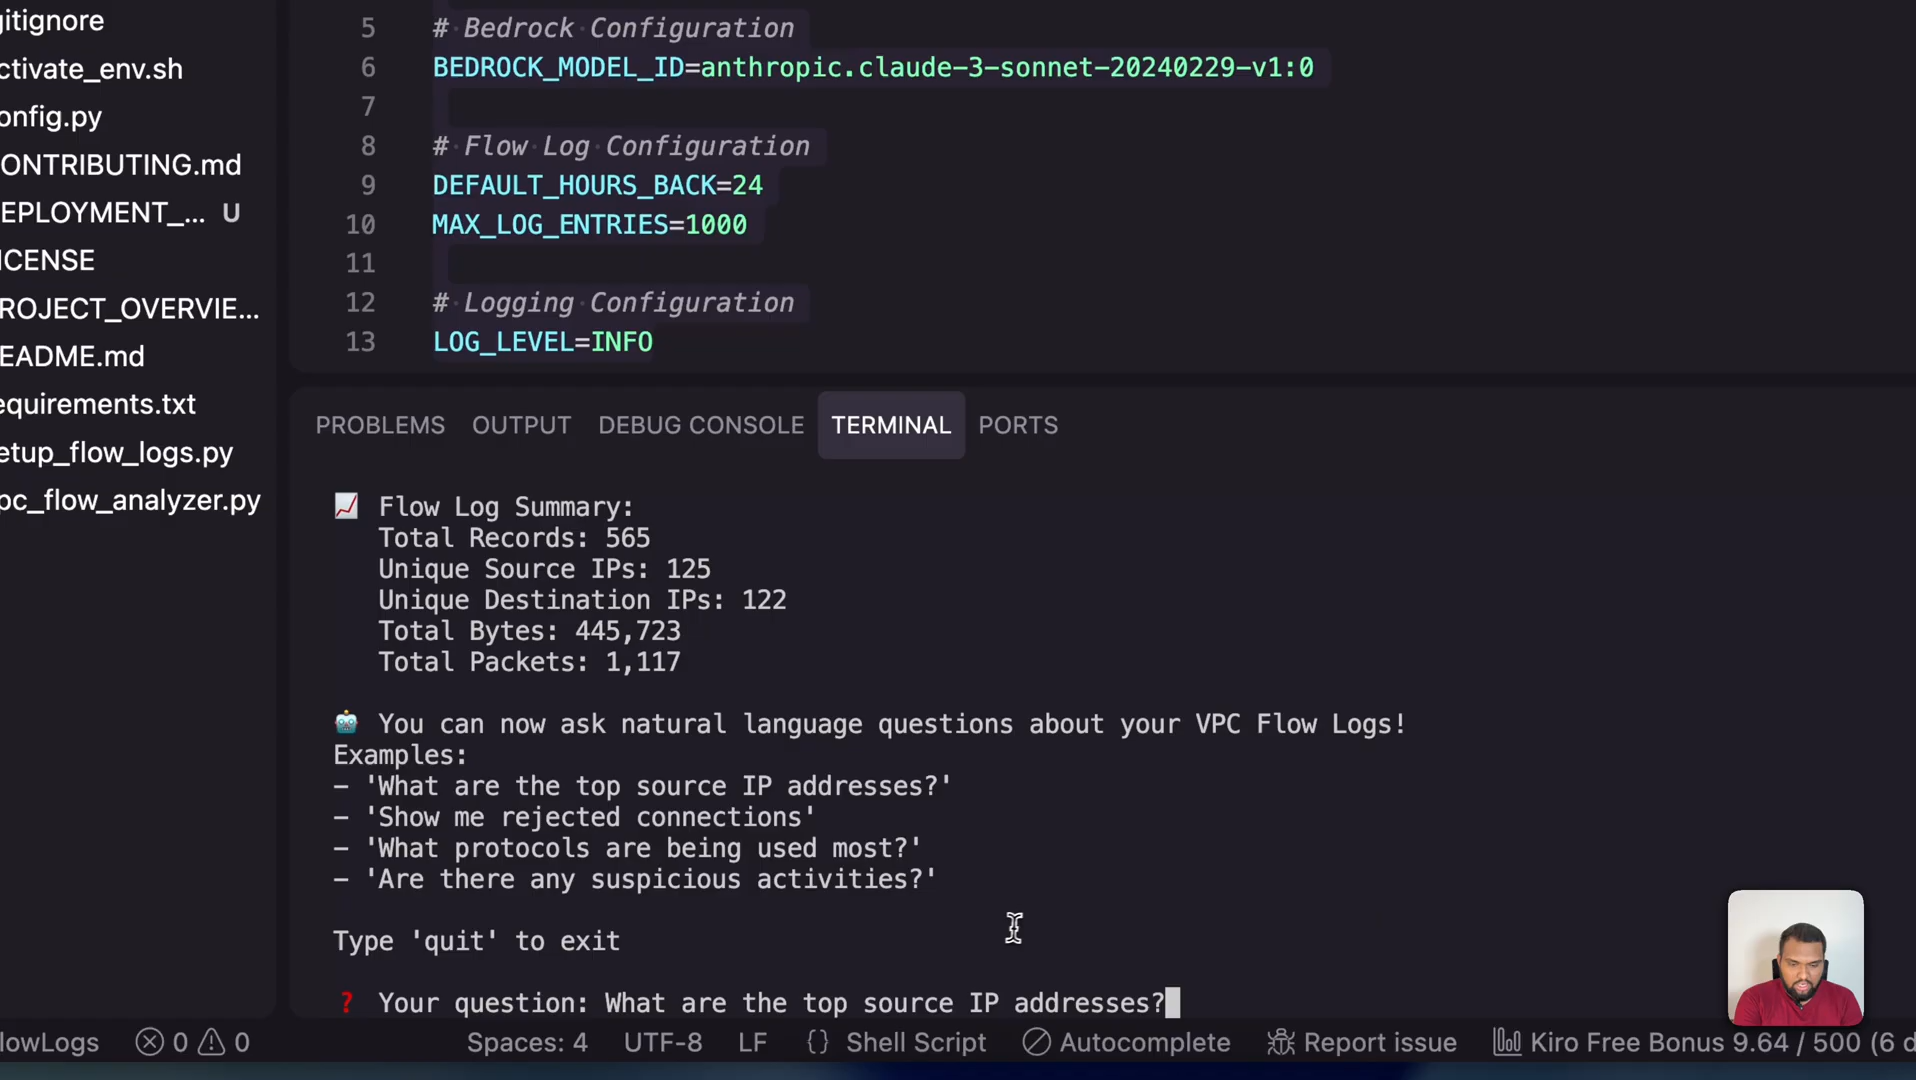 gitignore
ctivate_env.sh
onfig.py
ONTRIBUTING.md
EPLOYMENT_... U
ICENSE
ROJECT_OVERVIE...
EADME.md
equirements.txt
etup_flow_logs.py
pc_flow_analyzer.py
5 # Bedrock Configuration
6 BEDROCK_MODEL_ID=anthropic.claude-3-sonnet-20240229-v1:0
7
8 # Flow Log Configuration
9 DEFAULT_HOURS_BACK=24
10 MAX_LOG_ENTRIES=1000
11
12 # Logging Configuration
13 LOG_LEVEL=INFO
PROBLEMS OUTPUT DEBUG CONSOLE TERMINAL PORTS
Flow Log Summary:
Total Records: 565
Unique Source IPs: 125
Unique Destination IPs: 122
Total Bytes: 445,723
Total Packets: 1,117
You can now ask natural language questions about your VPC Flow Logs!
Examples:
- 'What are the top source IP addresses?'
- 'Show me rejected connections'
- 'What protocols are being used most?'
- 'Are there any suspicious activities?'
Type 'quit' to exit
❓ Your question: What are the top source IP addresses?
lowLogs 0 0 Spaces: 4 UTF-8 LF {} Shell Script Autocomplete Report issue Kiro Free Bonus 9.64 / 500 (6 d